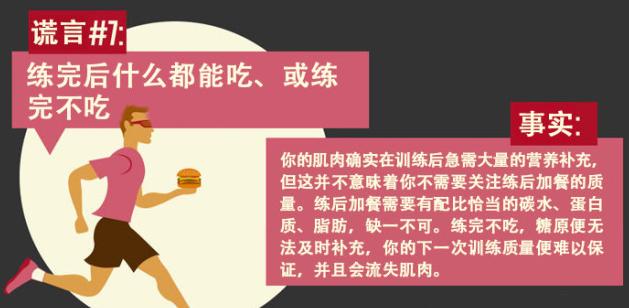 谎言#7:
练完后什么都能吃、或练
完不吃
事实:
你的肌肉确实在训练后急需大量的营养补充,
但这并不意味着你不需要关注练后加餐的质
量。练后加餐需要有配比恰当的碳水、蛋白
质、脂肪，缺一不可。练完不吃，糖原便无
法及时补充，你的下一次训练质量便难以保
证，并且会流失肌肉。